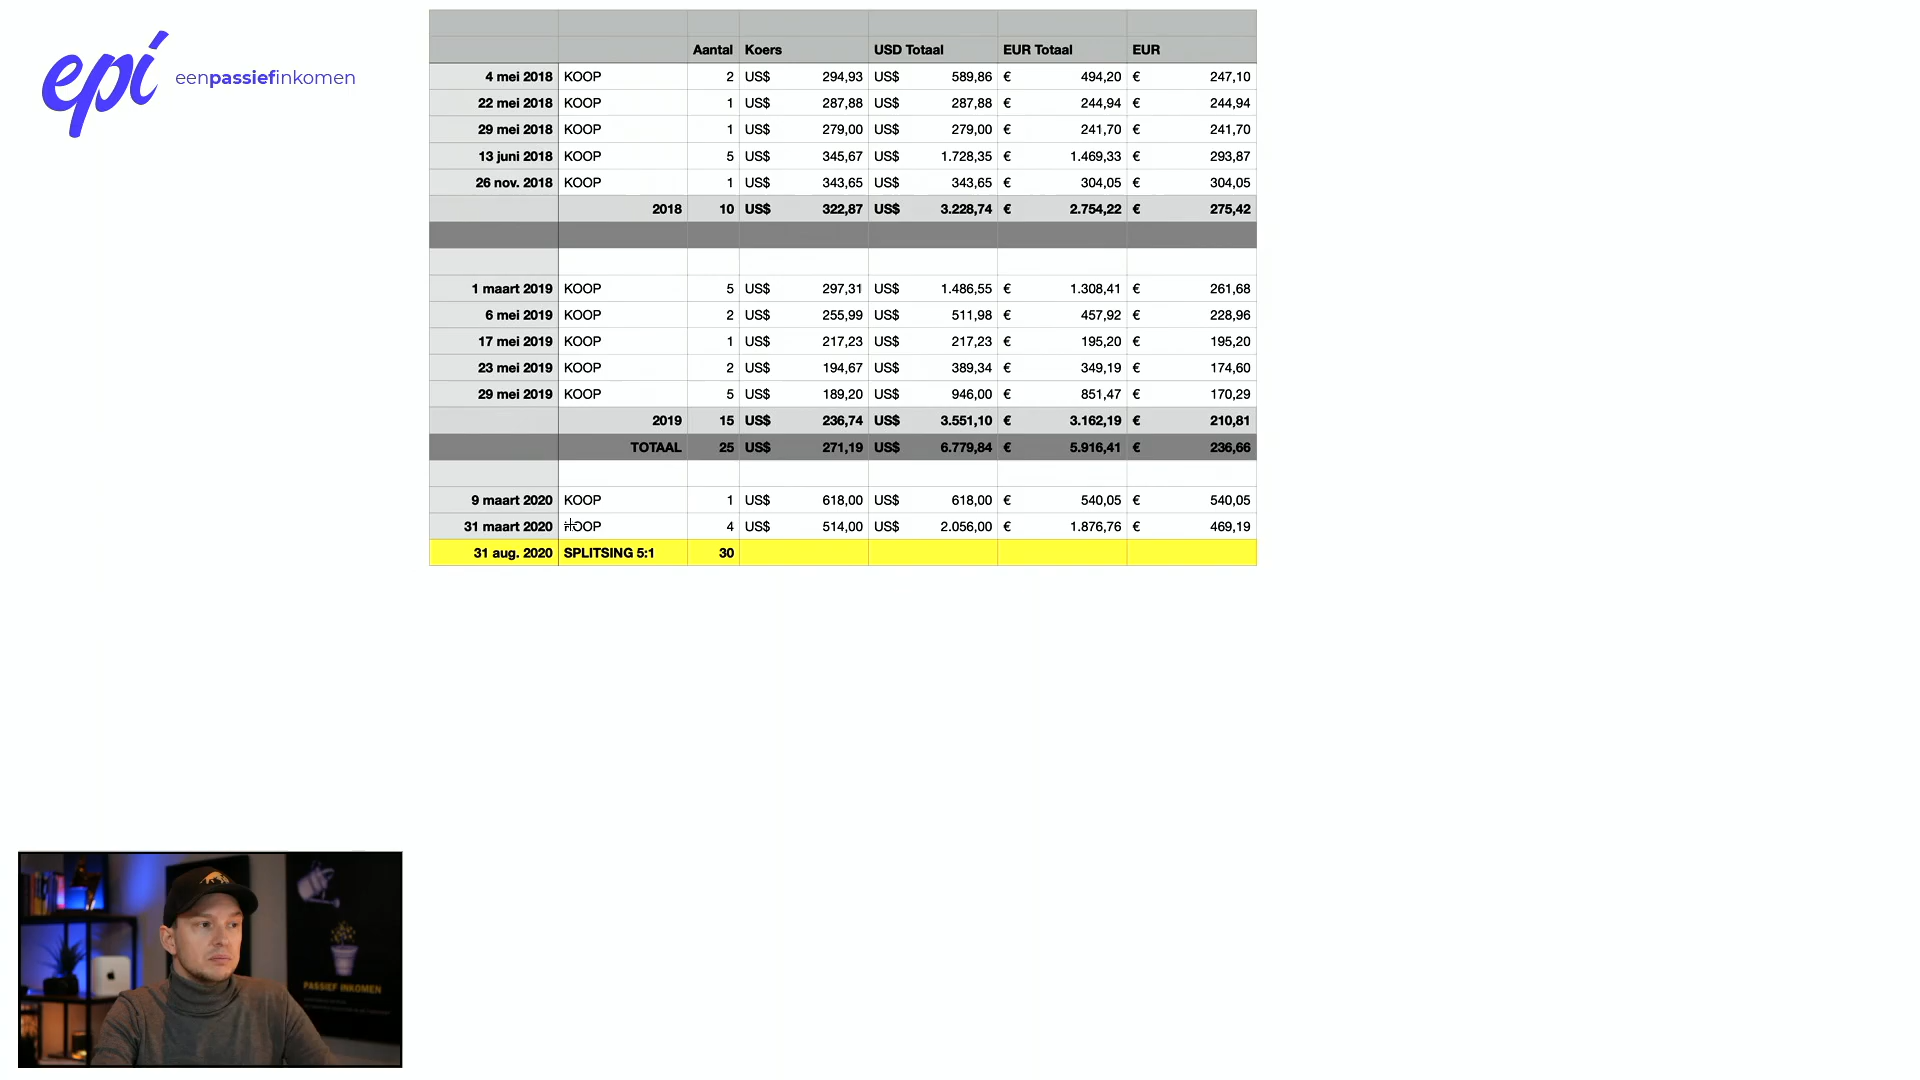 epi eenpassiefinkomen
Aantal Koers USD Totaal EUR Totaal EUR
4 mei 2018 KOOP 2 US$ 294,93 US$ 589,86 € 494,20 € 247,10
22 mei 2018 KOOP 1 US$ 287,88 US$ 287,88 € 244,94 € 244,94
29 mei 2018 KOOP 1 US$ 279,00 US$ 279,00 € 241,70 € 241,70
13 juni 2018 KOOP 5 US$ 345,67 US$ 1.728,35 € 1.469,33 € 293,87
26 nov. 2018 KOOP 1 US$ 343,65 US$ 343,65 € 304,05 € 304,05
2018 10 US$ 322,87 US$ 3.228,74 € 2.754,22 € 275,42
1 maart 2019 KOOP 5 US$ 297,31 US$ 1.486,55 € 1.308,41 € 261,68
6 mei 2019 KOOP 2 US$ 255,99 US$ 511,98 € 457,92 € 228,96
17 mei 2019 KOOP 1 US$ 217,23 US$ 217,23 € 195,20 € 195,20
23 mei 2019 KOOP 2 US$ 194,67 US$ 389,34 € 349,19 € 174,60
29 mei 2019 KOOP 5 US$ 189,20 US$ 946,00 € 851,47 € 170,29
2019 15 US$ 236,74 US$ 3.551,10 € 3.162,19 € 210,81
TOTAAL 25 US$ 271,19 US$ 6.779,84 € 5.916,41 € 236,66
9 maart 2020 KOOP 1 US$ 618,00 US$ 618,00 € 540,05 € 540,05
31 maart 2020 KOOP 4 US$ 514,00 US$ 2.056,00 € 1.876,76 € 469,19
31 aug. 2020 SPLITSING 5:1 30
PASSIEF INKOMEN